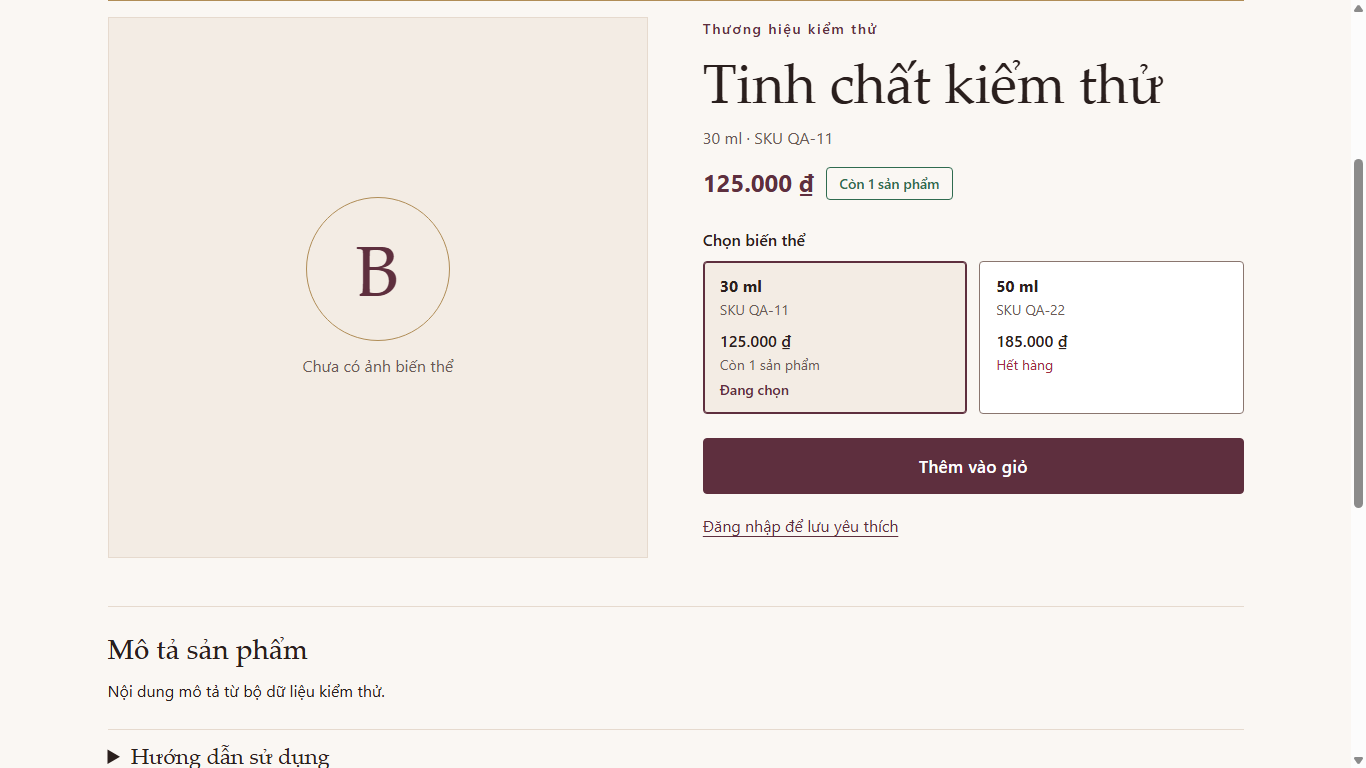 B
Chưa có ảnh biến thể
Thương hiệu kiểm thử
Tinh chất kiểm thử
30 ml · SKU QA-11
125.000 ₫
Còn 1 sản phẩm
Chọn biến thể
30 ml
SKU QA-11
125.000 ₫
Còn 1 sản phẩm
Đang chọn
50 ml
SKU QA-22
185.000 ₫
Hết hàng
Thêm vào giỏ
Đăng nhập để lưu yêu thích
Mô tả sản phẩm
Nội dung mô tả từ bộ dữ liệu kiểm thử.
Hướng dẫn sử dụng